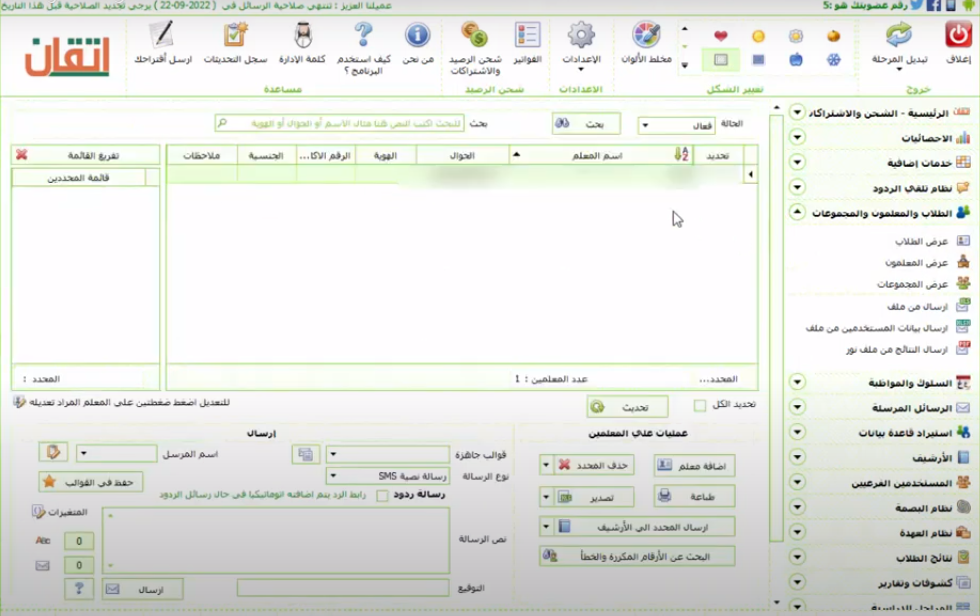 عميلنا العزيز : تنتهي صلاحية الرسائل في ( 2022-09-22 ) يرجى تجديد الصلاحية قبل هذا التاريخ
رقم عضويتك هو :5
إغلاق
تبديل المرحلة
خروج
تغيير الشكل
مخلط الألوان
الإعدادات
الاعدادات
الفواتير
شحن الرصيد والاشتراكات
شحن الرصيد
من نحن
كيف استخدم البرنامج ؟
كلمة الإدارة
سجل التحديثات
ارسل أقتراحك
مساعدة
اتقان
الرئيسية - الشحن والاشتراكات
الاحصائيات
خدمات إضافية
نظام تلقي الردود
الطلاب والمعلمون والمجموعات
عرض الطلاب
عرض المعلمون
عرض المجموعات
ارسال من ملف
ارسال بيانات المستخدمين من ملف
ارسال النتائج من ملف نور
السلوك والمواظبة
الرسائل المرسلة
استيراد قاعدة بيانات
الأرشيف
المستخدمين الفرعيين
نظام البصمة
نظام العهدة
نتائج الطلاب
كشوفات وتقارير
المراحل الدراسية
الحالة
فعال
بحث
بحث
للبحث اكتب النص هنا مثال الاسم أو الجوال أو الهوية
تحديد
اسم المعلم
الجوال
الهوية
الرقم الاكا...
الجنسية
ملاحظات
تفريغ القائمة
قائمة المحددين
المحدد...
عدد المعلمين : 1
المحدد :
تحديد الكل
تحديث
للتعديل اضغط ضغطتين على المعلم المراد تعديله
عمليات علي المعلمين
اضافة معلم
حذف المحدد
طباعة
تصدير
ارسال المحدد الى الأرشيف
البحث عن الأرقام المكررة والخطأ
إرسال
قوالب جاهزة
اسم المرسل
نوع الرسالة
رسالة نصية SMS
حفظ في القوالب
رسالة ردود
رابط الرد يتم اضافته اتوماتيكيا في حال رسائل الردود
المتغيرات
نص الرسالة
Abc
0
0
التوقيع
ارسال
?